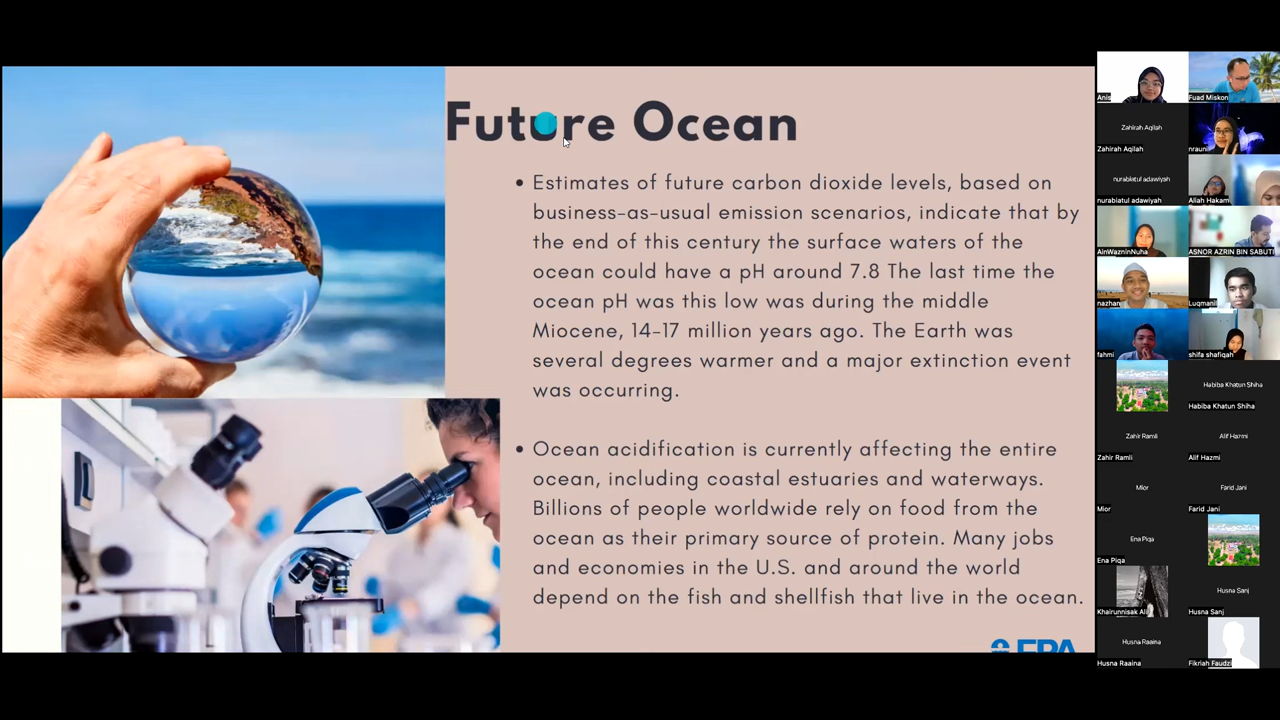 Future Ocean
• Estimates of future carbon dioxide levels, based on
business-as-usual emission scenarios, indicate that by
the end of this century the surface waters of the
ocean could have a pH around 7.8 The last time the
ocean pH was this low was during the middle
Miocene, 14-17 million years ago. The Earth was
several degrees warmer and a major extinction event
was occurring.
• Ocean acidification is currently affecting the entire
ocean, including coastal estuaries and waterways.
Billions of people worldwide rely on food from the
ocean as their primary source of protein. Many jobs
and economies in the U.S. and around the world
depend on the fish and shellfish that live in the ocean.
EPA
Anis
Fuad Miskon
Zahirah Aqilah
Zahirah Aqilah
nrauni
nurabiatul adawiyah
nurabiatul adawiyah
Aliah Hakam
AinWazninNuha
ASNOR AZRIN BIN SABUTI
nazhan
Luqmanil
fahmi
shifa shafiqah
Habiba Khatun Shiha
Habiba Khatun Shiha
Zahir Ramli
Alif Hazmi
Zahir Ramli
Alif Hazmi
Mior
Farid Jani
Mior
Farid Jani
Ena Piqa
Ena Piqa
Husna Sanj
Khairunnisak Ali
Husna Sanj
Husna Raaina
Husna Raaina
Fikriah Faudzi